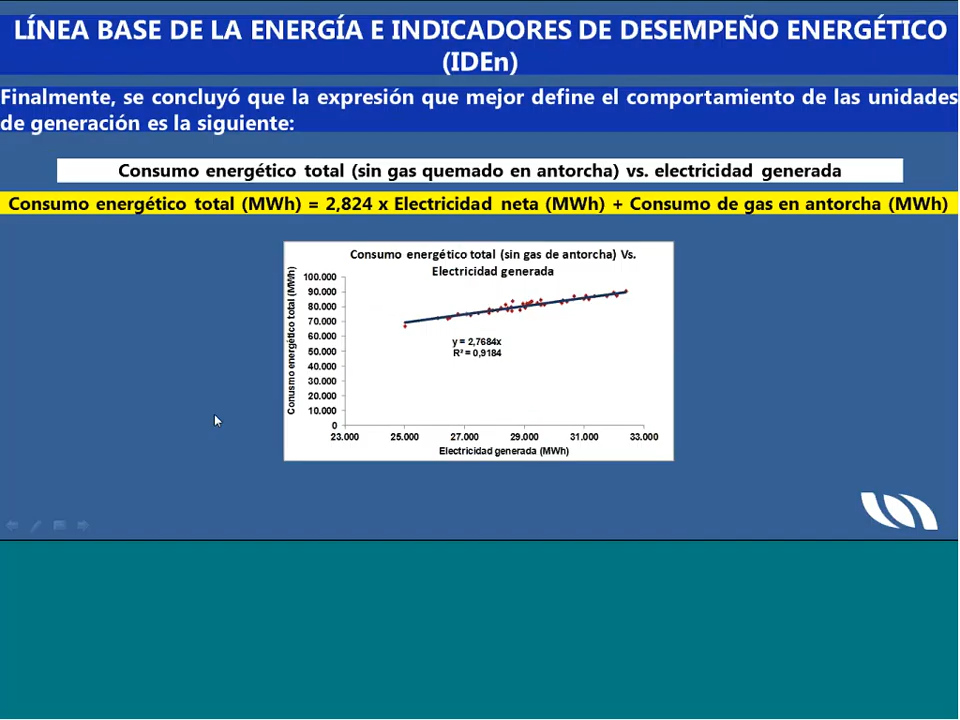 LÍNEA BASE DE LA ENERGÍA E INDICADORES DE DESEMPEÑO ENERGÉTICO
(IDEn)
Finalmente, se concluyó que la expresión que mejor define el comportamiento de las unidades
de generación es la siguiente:
Consumo energético total (sin gas quemado en antorcha) vs. electricidad generada
Consumo energético total (MWh) = 2,824 x Electricidad neta (MWh) + Consumo de gas en antorcha (MWh)
Consumo energético total (sin gas de antorcha) Vs.
Electricidad generada
Conusmo energético total (MWh)
100.000
90.000
80.000
70.000
60.000
50.000
40.000
30.000
20.000
10.000
0
y = 2,7684x
R² = 0,9184
23.000 25.000 27.000 29.000 31.000 33.000
Electricidad generada (MWh)